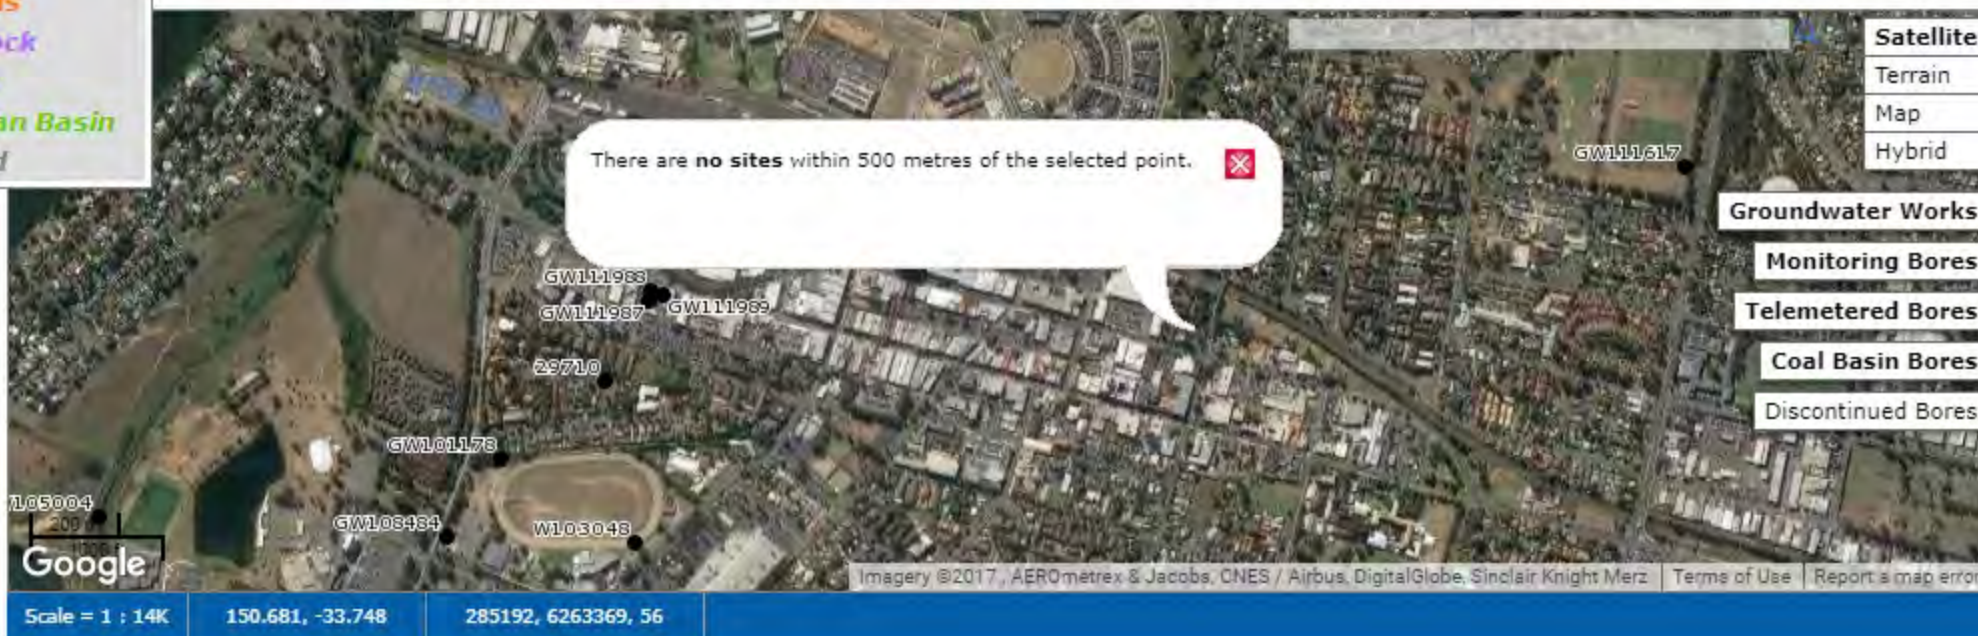 ck
an Basin
d
There are no sites within 500 metres of the selected point.
Satellite
Terrain
Map
Hybrid
GW111617
Groundwater Works
Monitoring Bores
Telemetered Bores
Coal Basin Bores
Discontinued Bores
GW111988
GW111987
GW111989
29710
GW101178
105004
GW108484
W103048
Google
Imagery ©2017, AEROmetrex & Jacobs, CNES / Airbus, DigitalGlobe, Sinclair Knight Merz
Terms of Use
Report a map error
Scale = 1 : 14K
150.681, -33.748
285192, 6263369, 56